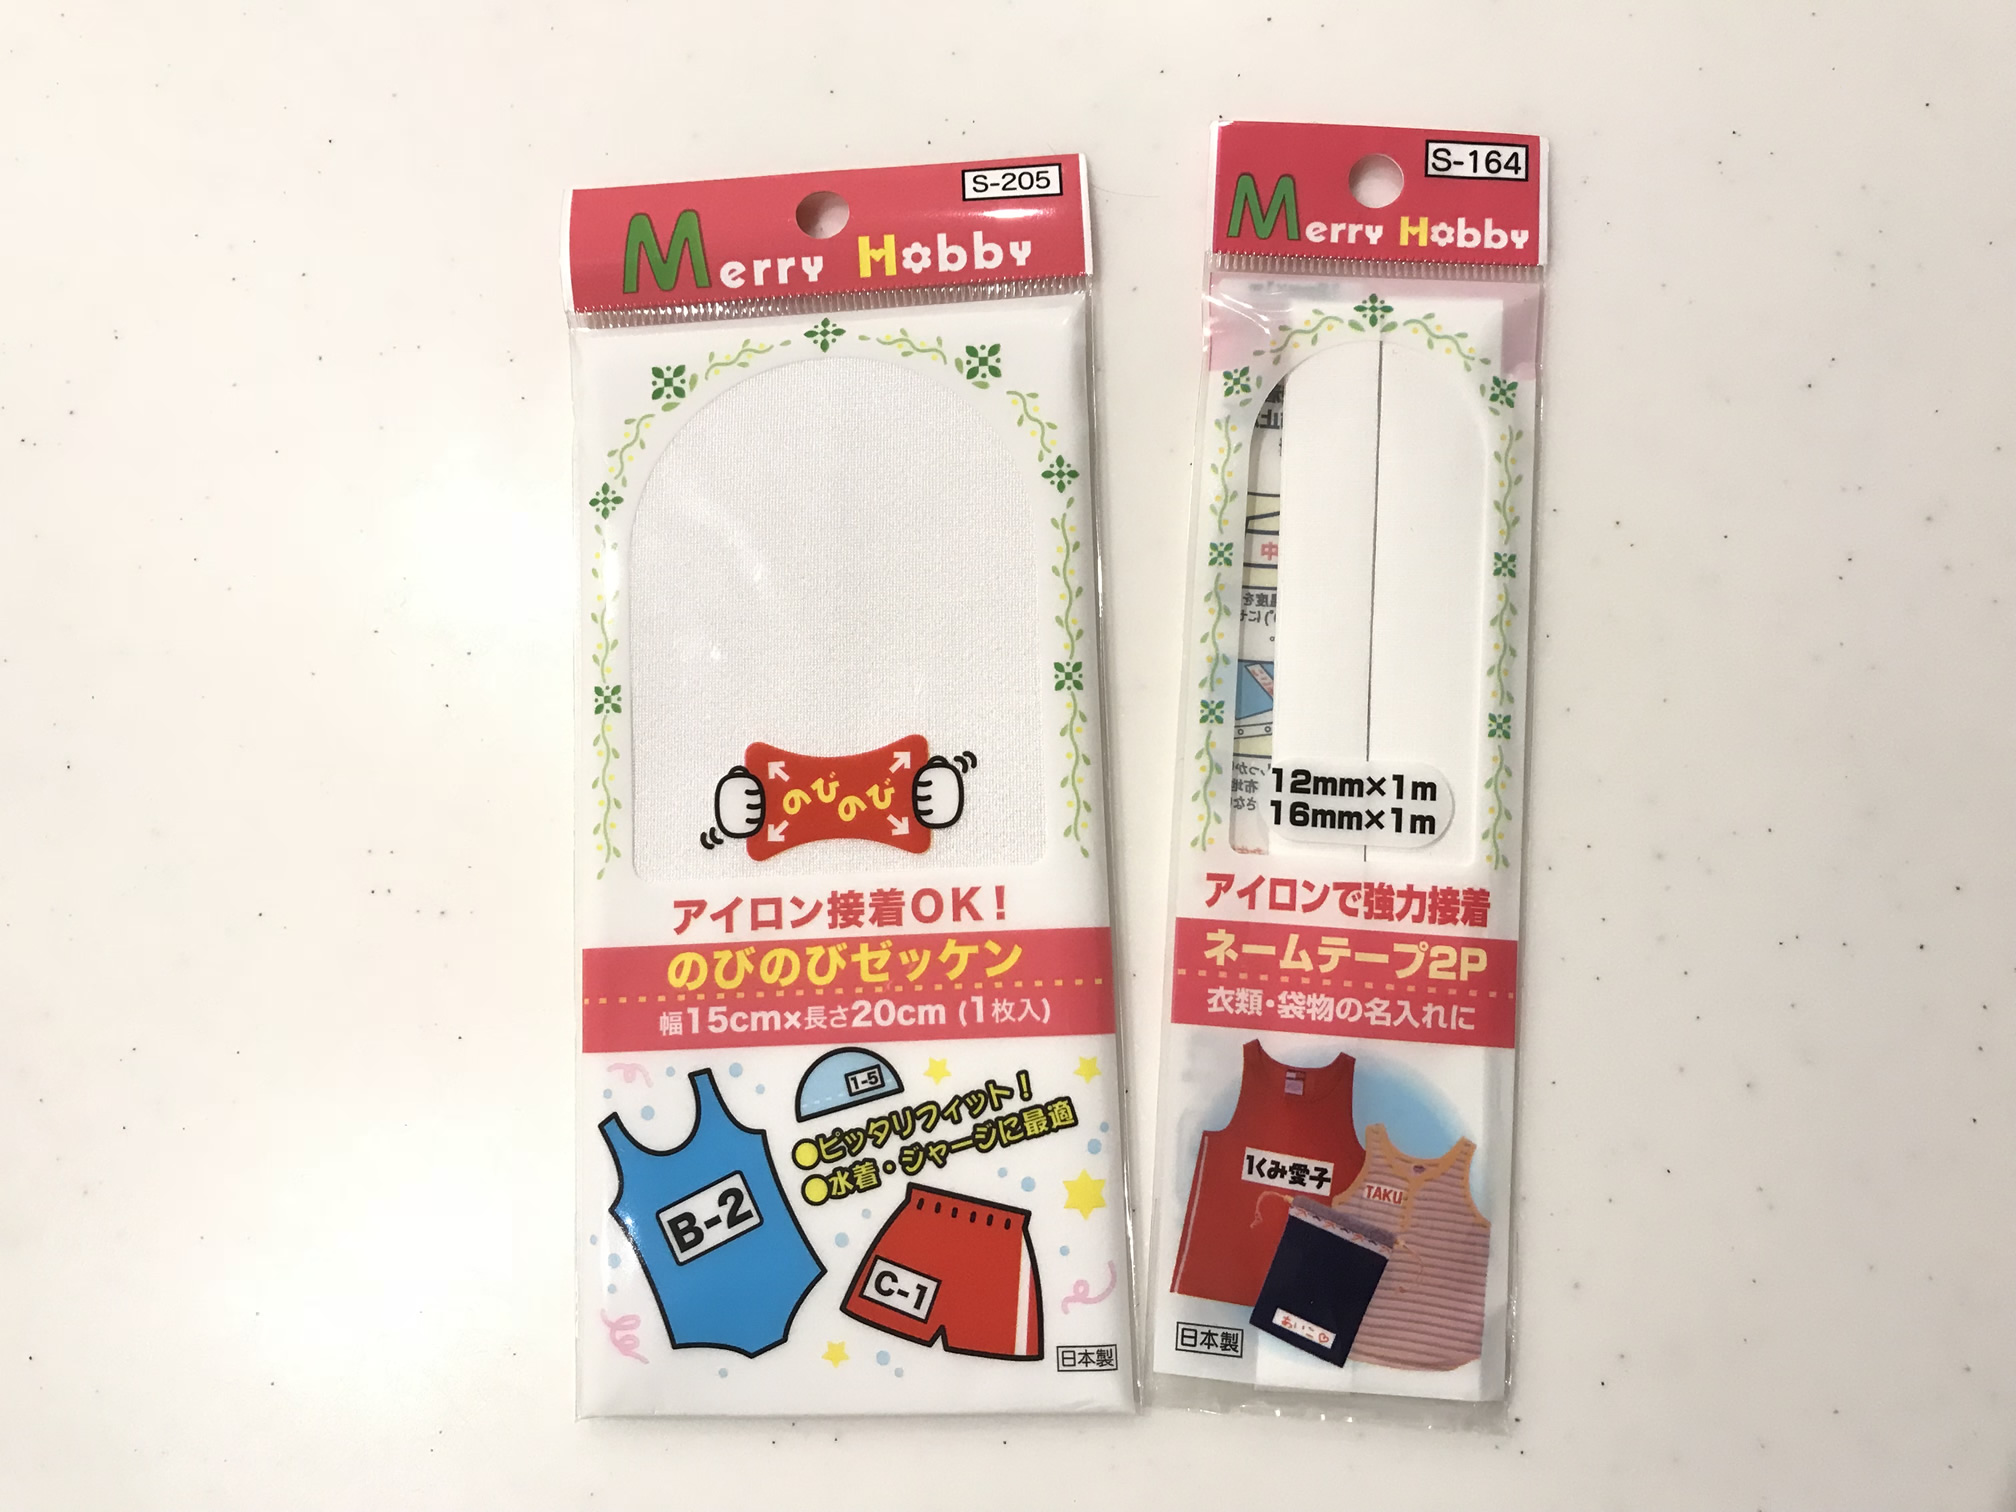 S-205
Merry Hobby
のびのび
アイロン接着OK!
のびのびゼッケン
幅15cm×長さ20cm (1枚入)
1-5
●ピッタリフィット!
●水着・ジャージに最適
B-2
C-1
日本製
S-164
Merry Hobby
12mm×1m
16mm×1m
アイロンで強力接着
ネームテープ2P
衣類・袋物の名入れに
1くみ愛子
TAKU
あいこ
日本製